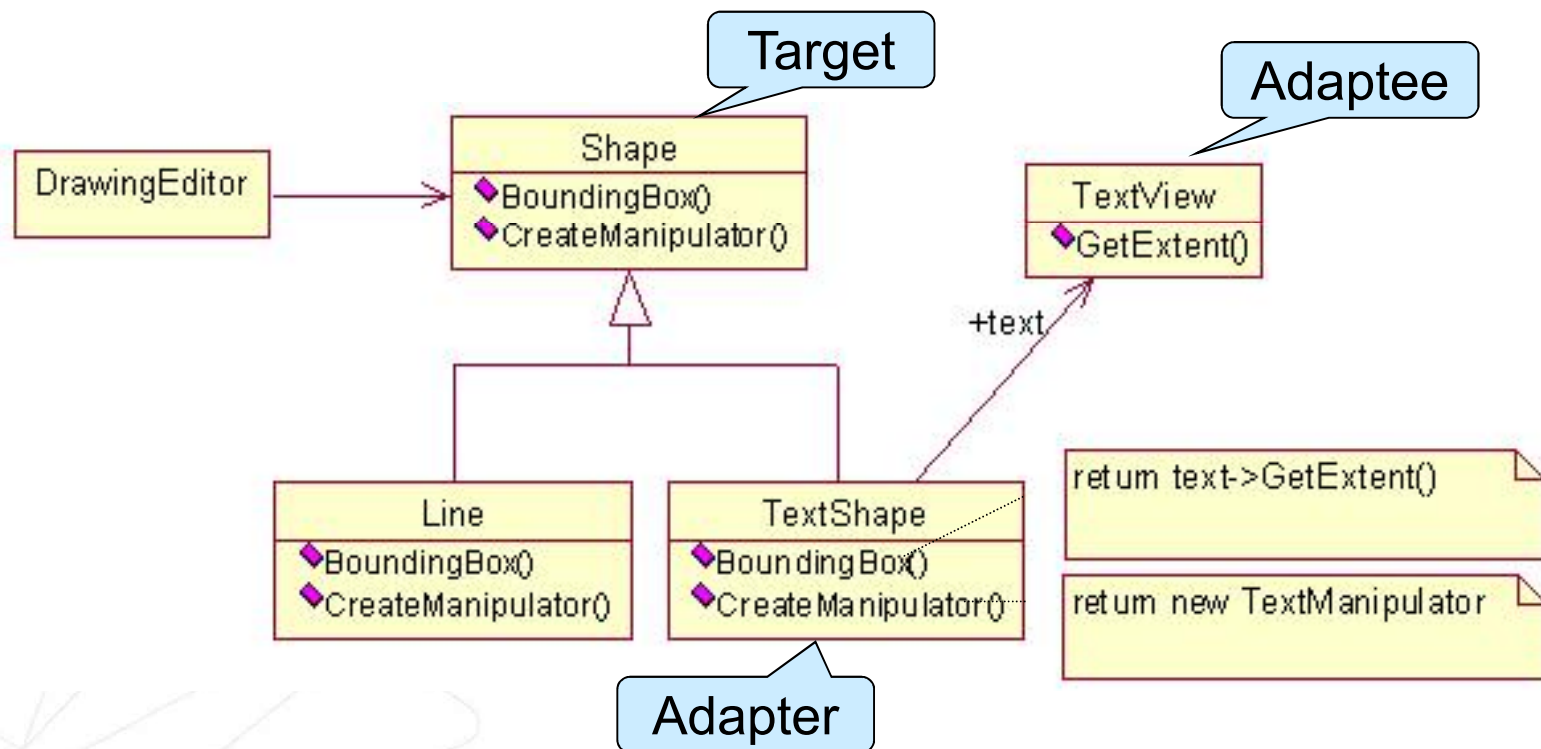 Target
Adaptee
Shape
BoundingBox()
CreateManipulator()
DrawingEditor
TextView
GetExtent()
+text
Line
BoundingBox()
CreateManipulator()
TextShape
BoundingBox()
CreateManipulator()
return text->GetExtent()
return new TextManipulator
Adapter